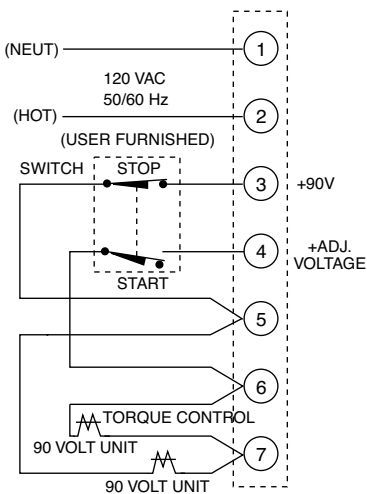 (NEUT)
1
120 VAC
50/60 Hz
(HOT)
2
(USER FURNISHED)
SWITCH
STOP
3
+90V
4
+ADJ.
VOLTAGE
START
5
6
TORQUE CONTROL
90 VOLT UNIT
7
90 VOLT UNIT